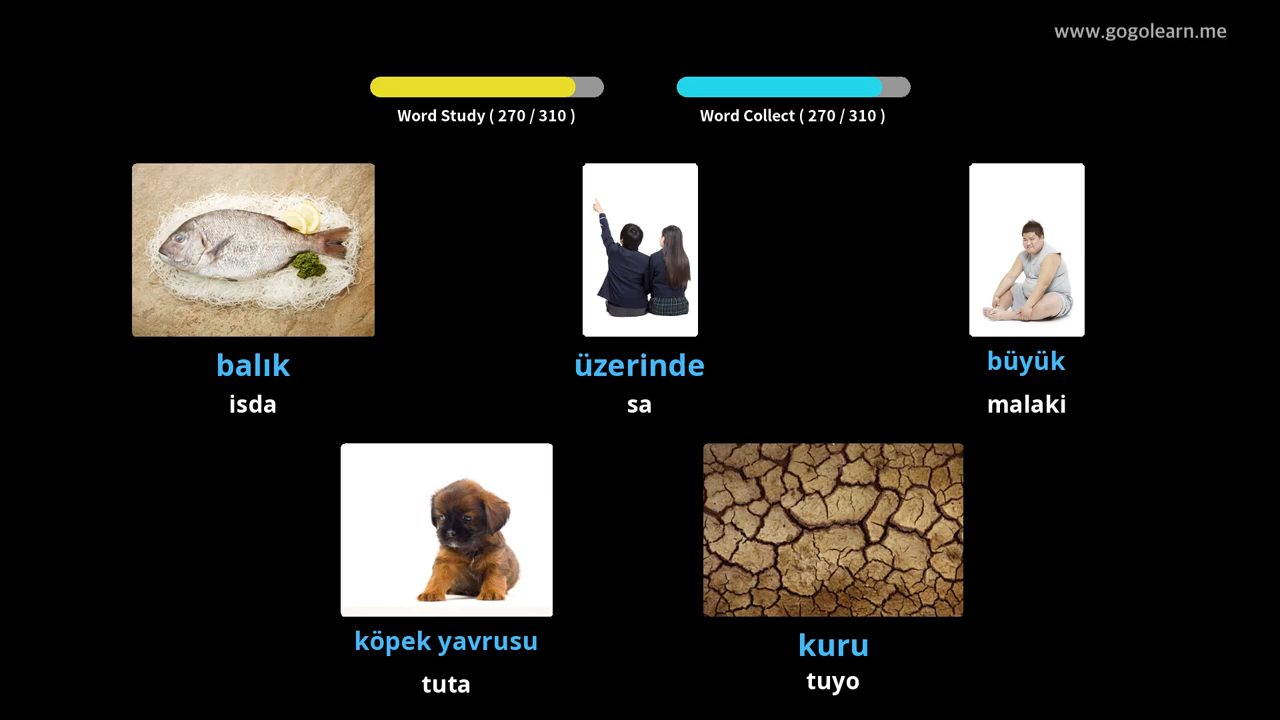 www.gogolearn.me
Word Study ( 270 / 310 )
Word Collect ( 270 / 310 )
balık
isda
üzerinde
sa
büyük
malaki
köpek yavrusu
tuta
kuru
tuyo